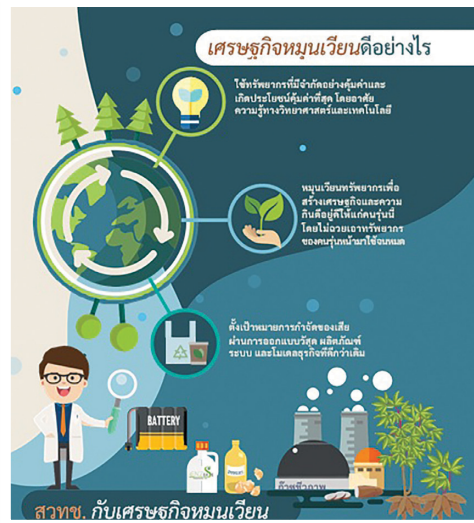 เศรษฐกิจหมุนเวียนดีอย่างไร
ใช้ทรัพยากรที่มีจำกัดอย่างคุ้มค่าและ
เกิดประโยชน์คุ้มค่าที่สุด โดยอาศัย
ความรู้ทางวิทยาศาสตร์และเทคโนโลยี
หมุนเวียนทรัพยากรเพื่อ
สร้างเศรษฐกิจและความ
กินดีอยู่ดีให้แก่คนรุ่นนี้
โดยไม่ฉวยเอาทรัพยากร
ของคนรุ่นหน้ามาใช้จนหมด
ตั้งเป้าหมายการกำจัดของเสีย
ผ่านการออกแบบวัสดุ ผลิตภัณฑ์
ระบบ และโมเดลธุรกิจที่ดีกว่าเดิม
BATTERY
ก๊าซชีวภาพ
สวทช. กับเศรษฐกิจหมุนเวียน